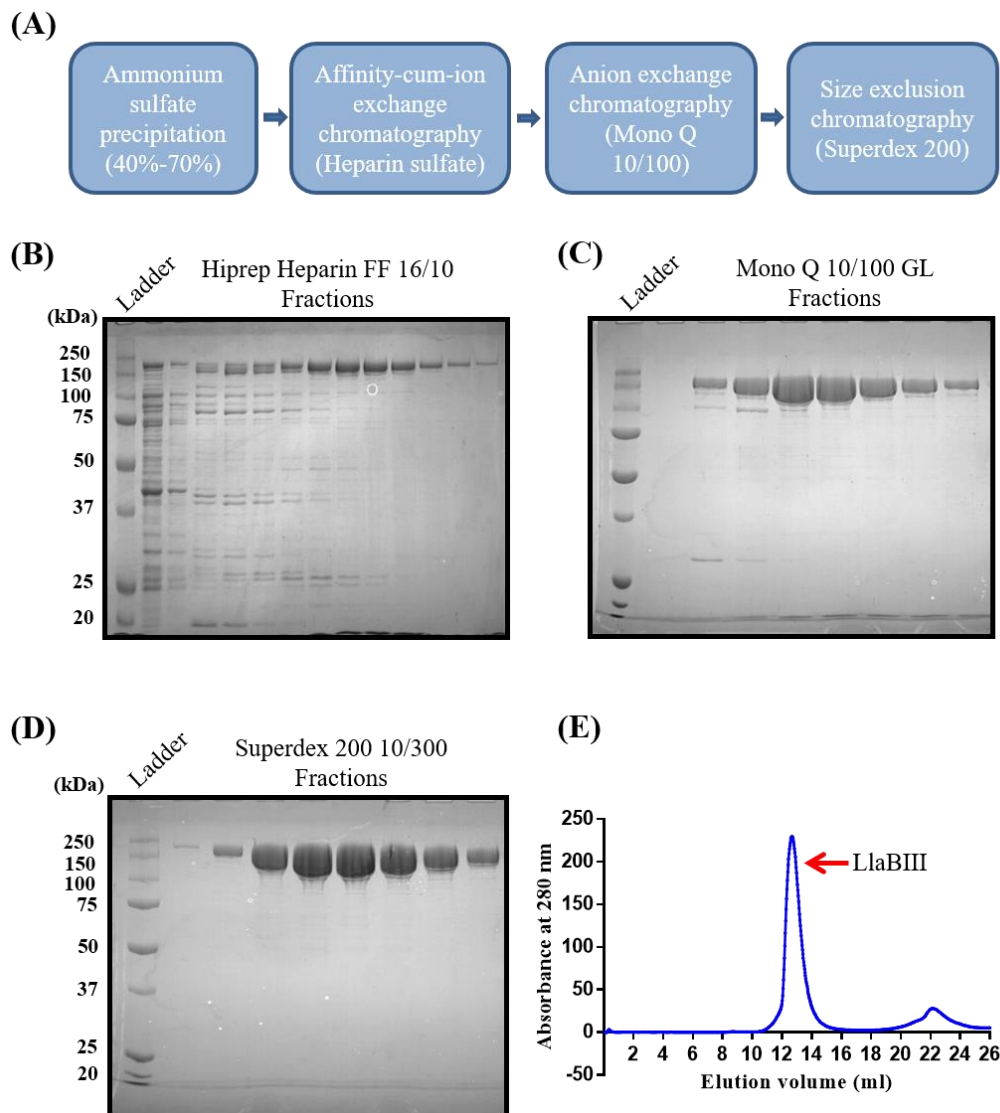 (A)
Ammonium
sulfate
precipitation
(40%-70%)
Affinity-cum-ion
exchange
chromatography
(Heparin sulfate)
Anion exchange
chromatography
(Mono Q
10/100)
Size exclusion
chromatography
(Superdex 200)
(B)
Ladder
Hiprep Heparin FF 16/10
Fractions
(kDa)
250
150
100
75
50
37
25
20
(C)
Ladder
Mono Q 10/100 GL
Fractions
(D)
Ladder
Superdex 200 10/300
Fractions
(kDa)
250
150
100
75
50
37
25
20
(E)
Absorbance at 280 nm
250
200
150
100
50
0
-50
LlaBIII
2 4 6 8 10 12 14 16 18 20 22 24 26
Elution volume (ml)